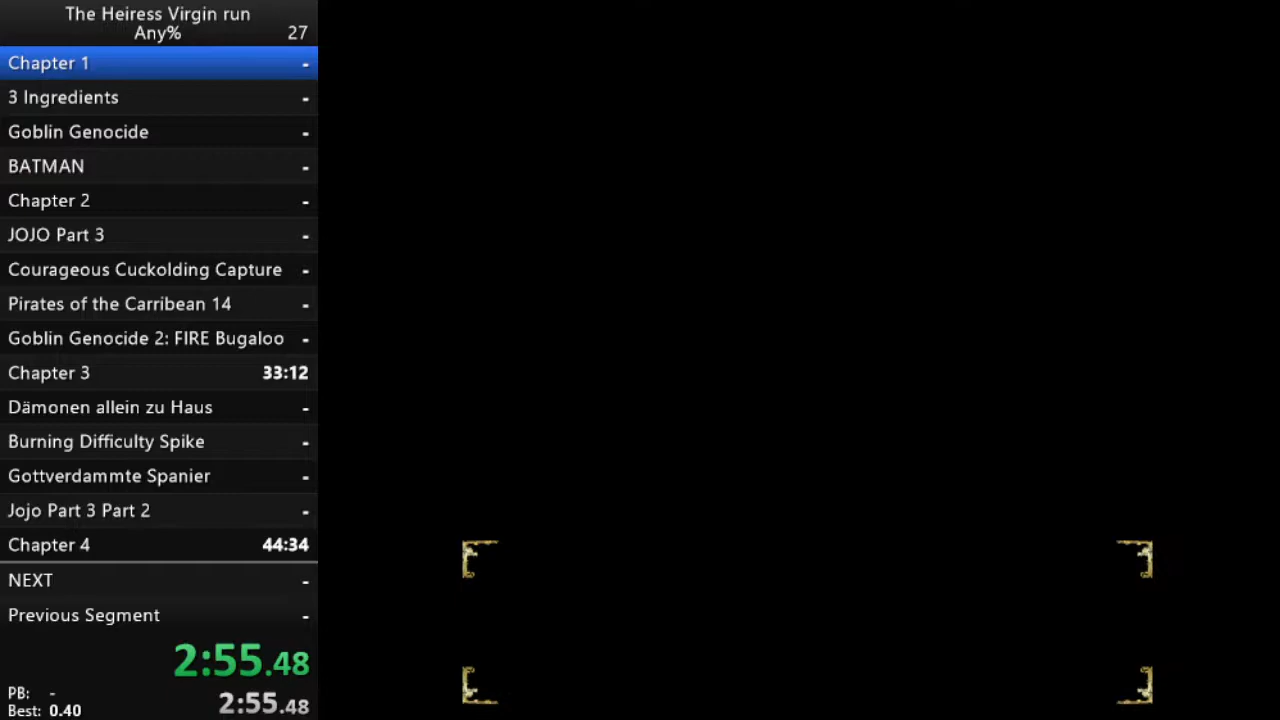 The Heiress Virgin run
Any% 27
Chapter 1 -
3 Ingredients -
Goblin Genocide -
BATMAN -
Chapter 2 -
JOJO Part 3 -
Courageous Cuckolding Capture -
Pirates of the Carribean 14 -
Goblin Genocide 2: FIRE Bugaloo -
Chapter 3 33:12
Dämonen allein zu Haus -
Burning Difficulty Spike -
Gottverdammte Spanier -
Jojo Part 3 Part 2 -
Chapter 4 44:34
NEXT -
Previous Segment -
2:55.48
PB: -
Best: 0.40 2:55.48